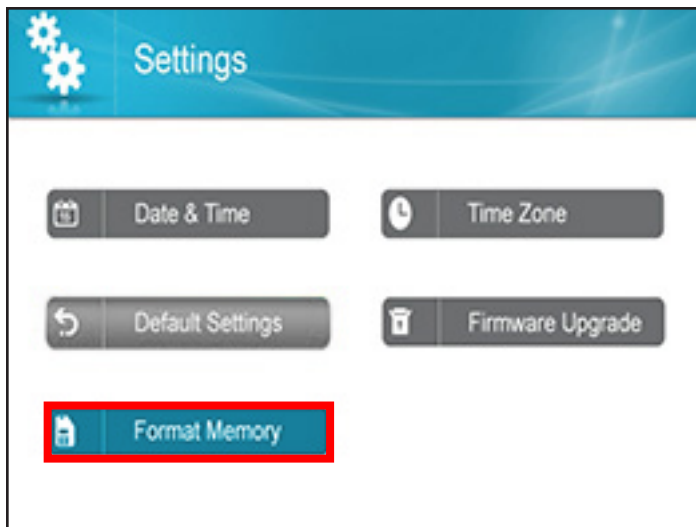 Settings
Date & Time
Time Zone
Default Settings
Firmware Upgrade
Format Memory